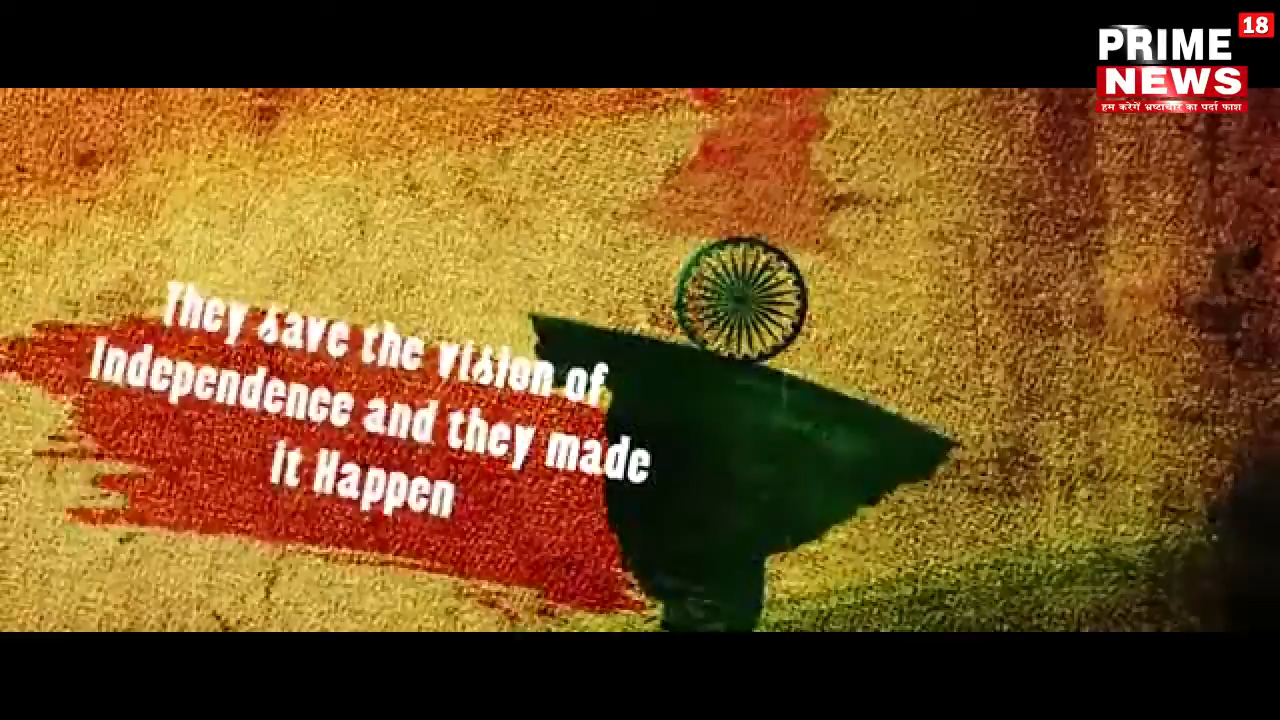 18
PRIME
NEWS
हम करेगें भ्रष्टाचार का पर्दा फाश
They save the vision of
Independence and they made
it Happen